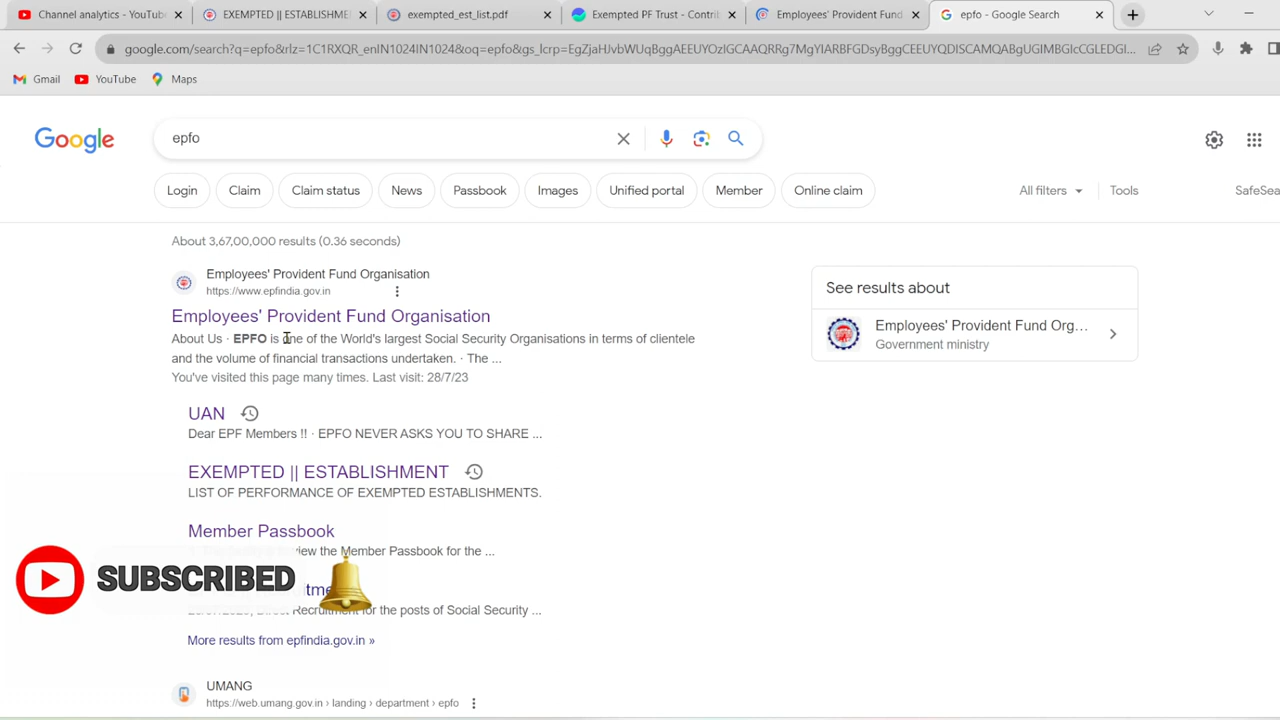 Channel analytics - YouTube
EXEMPTED || ESTABLISHME
exempted_est_list.pdf
Exempted PF Trust - Contrib
Employees' Provident Fund
epfo - Google Search
google.com/search?q=epfo&rlz=1C1RXQR_enIN1024IN1024&oq=epfo&gs_lcrp=EgZjaHJvbWUqBggAEEUYOzIGCAAQRRg7MgYIARBFGDsyBggCEEUYQDISCAMQABgUGIMBGIcCGLEDGI...
Gmail
YouTube
Maps
Google
epfo
Login
Claim
Claim status
News
Passbook
Images
Unified portal
Member
Online claim
All filters
Tools
SafeSea
About 3,67,00,000 results (0.36 seconds)
Employees' Provident Fund Organisation
https://www.epfindia.gov.in
Employees' Provident Fund Organisation
About Us · EPFO is one of the World's largest Social Security Organisations in terms of clientele
and the volume of financial transactions undertaken. · The ...
You've visited this page many times. Last visit: 28/7/23
UAN
Dear EPF Members !! · EPFO NEVER ASKS YOU TO SHARE ...
EXEMPTED || ESTABLISHMENT
LIST OF PERFORMANCE OF EXEMPTED ESTABLISHMENTS.
Member Passbook
view the Member Passbook for the ...
SUBSCRIBED
Recruitment for the posts of Social Security ...
More results from epfindia.gov.in »
See results about
Employees' Provident Fund Org...
Government ministry
UMANG
https://web.umang.gov.in › landing › department › epfo